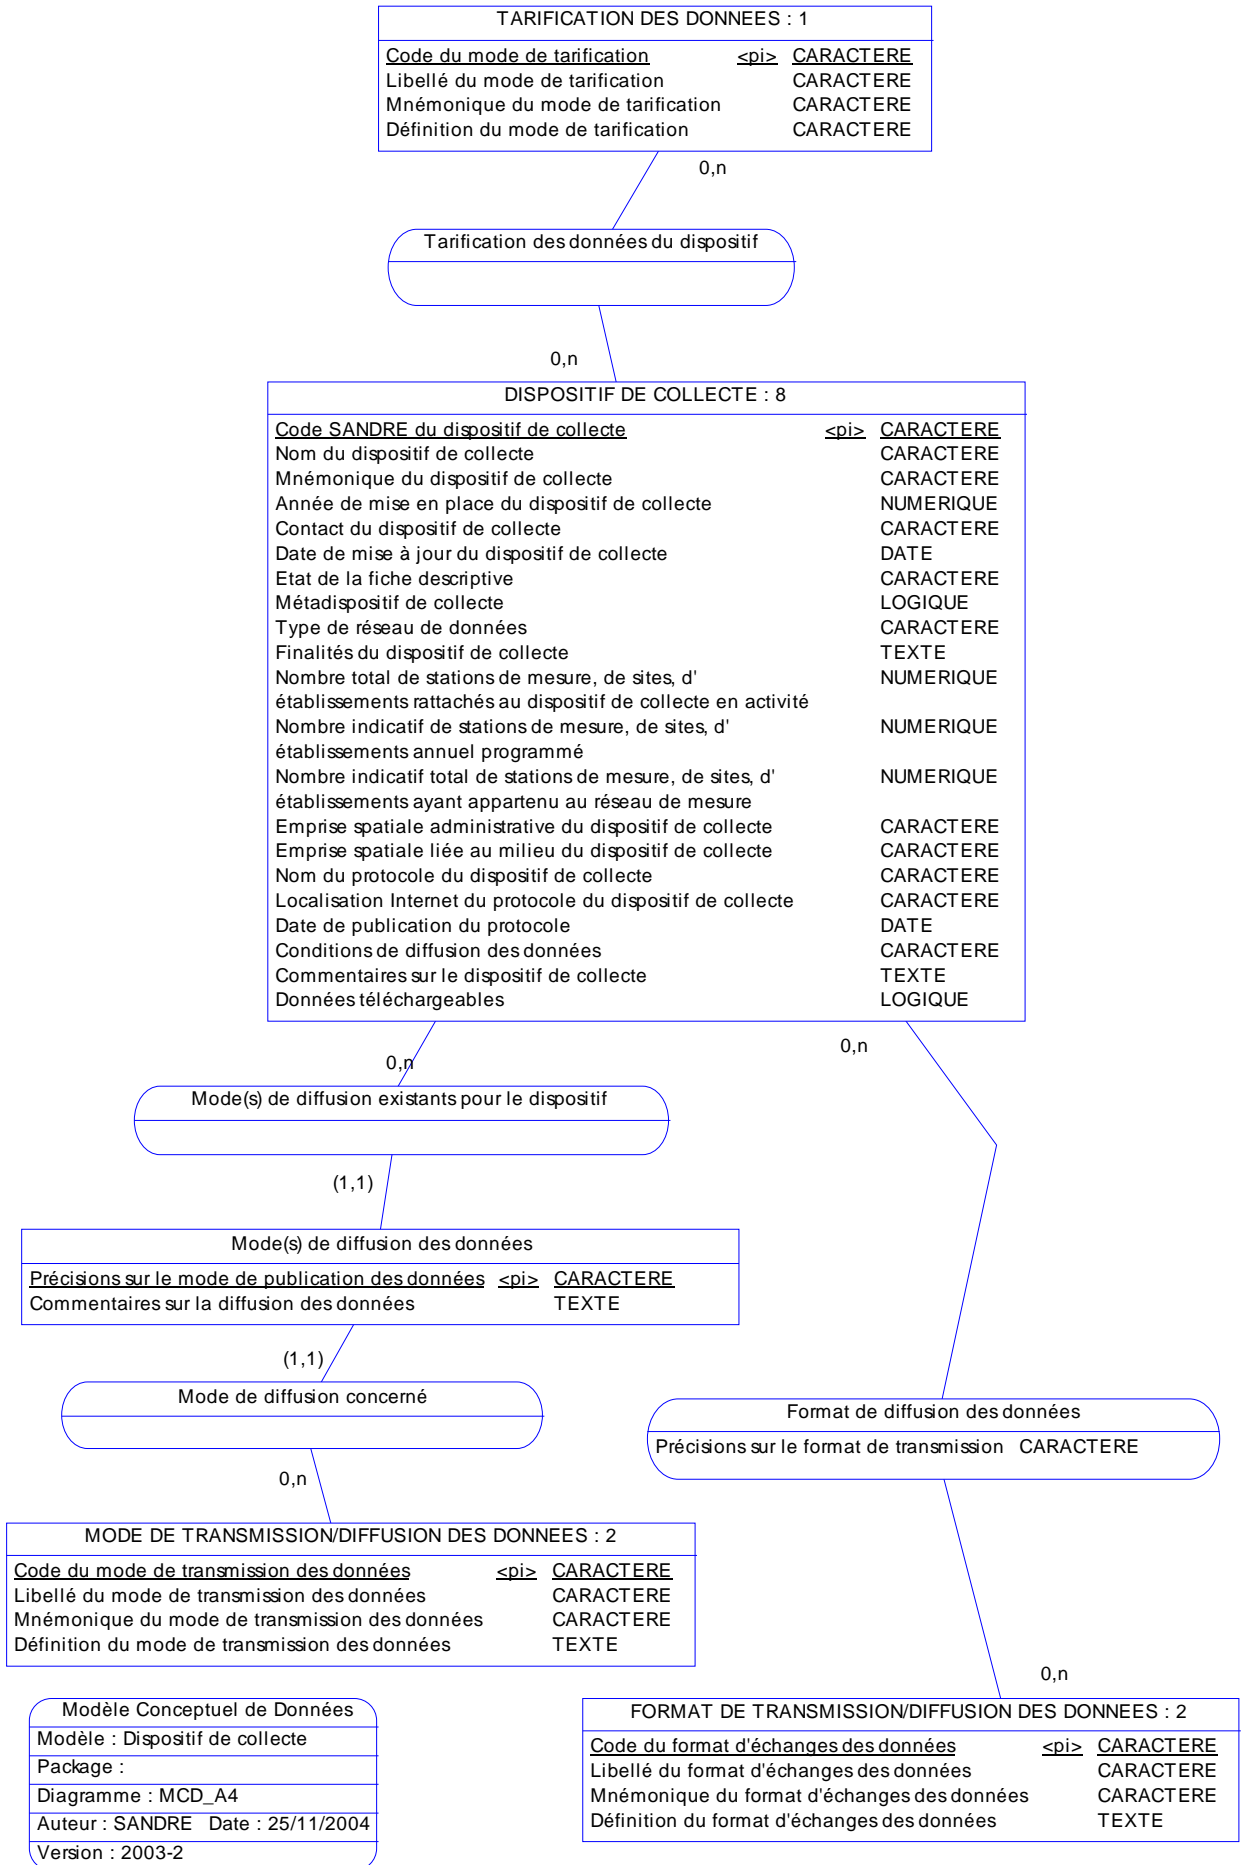 TARIFICATION DES DONNEES : 1
Code du mode de tarification <pi> CARACTERE
Libellé du mode de tarification CARACTERE
Mnémonique du mode de tarification CARACTERE
Définition du mode de tarification CARACTERE
0,n
Tarification des données du dispositif
0,n
DISPOSITIF DE COLLECTE : 8
Code SANDRE du dispositif de collecte <pi> CARACTERE
Nom du dispositif de collecte CARACTERE
Mnémonique du dispositif de collecte CARACTERE
Année de mise en place du dispositif de collecte NUMERIQUE
Contact du dispositif de collecte CARACTERE
Date de mise à jour du dispositif de collecte DATE
Etat de la fiche descriptive CARACTERE
Métadispositif de collecte LOGIQUE
Type de réseau de données CARACTERE
Finalités du dispositif de collecte TEXTE
Nombre total de stations de mesure, de sites, d' NUMERIQUE
établissements rattachés au dispositif de collecte en activité
Nombre indicatif de stations de mesure, de sites, d' NUMERIQUE
établissements annuel programmé
Nombre indicatif total de stations de mesure, de sites, d' NUMERIQUE
établissements ayant appartenu au réseau de mesure
Emprise spatiale administrative du dispositif de collecte CARACTERE
Emprise spatiale liée au milieu du dispositif de collecte CARACTERE
Nom du protocole du dispositif de collecte CARACTERE
Localisation Internet du protocole du dispositif de collecte CARACTERE
Date de publication du protocole DATE
Conditions de diffusion des données CARACTERE
Commentaires sur le dispositif de collecte TEXTE
Données téléchargeables LOGIQUE
0,n
0,n
Mode(s) de diffusion existants pour le dispositif
(1,1)
Mode(s) de diffusion des données
Précisions sur le mode de publication des données <pi> CARACTERE
Commentaires sur la diffusion des données TEXTE
(1,1)
Mode de diffusion concerné
Format de diffusion des données
Précisions sur le format de transmission CARACTERE
0,n
MODE DE TRANSMISSION/DIFFUSION DES DONNEES : 2
Code du mode de transmission des données <pi> CARACTERE
Libellé du mode de transmission des données CARACTERE
Mnémonique du mode de transmission des données CARACTERE
Définition du mode de transmission des données TEXTE
0,n
FORMAT DE TRANSMISSION/DIFFUSION DES DONNEES : 2
Code du format d'échanges des données <pi> CARACTERE
Libellé du format d'échanges des données CARACTERE
Mnémonique du format d'échanges des données CARACTERE
Définition du format d'échanges des données TEXTE
Modèle Conceptuel de Données
Modèle : Dispositif de collecte
Package :
Diagramme : MCD_A4
Auteur : SANDRE Date : 25/11/2004
Version : 2003-2